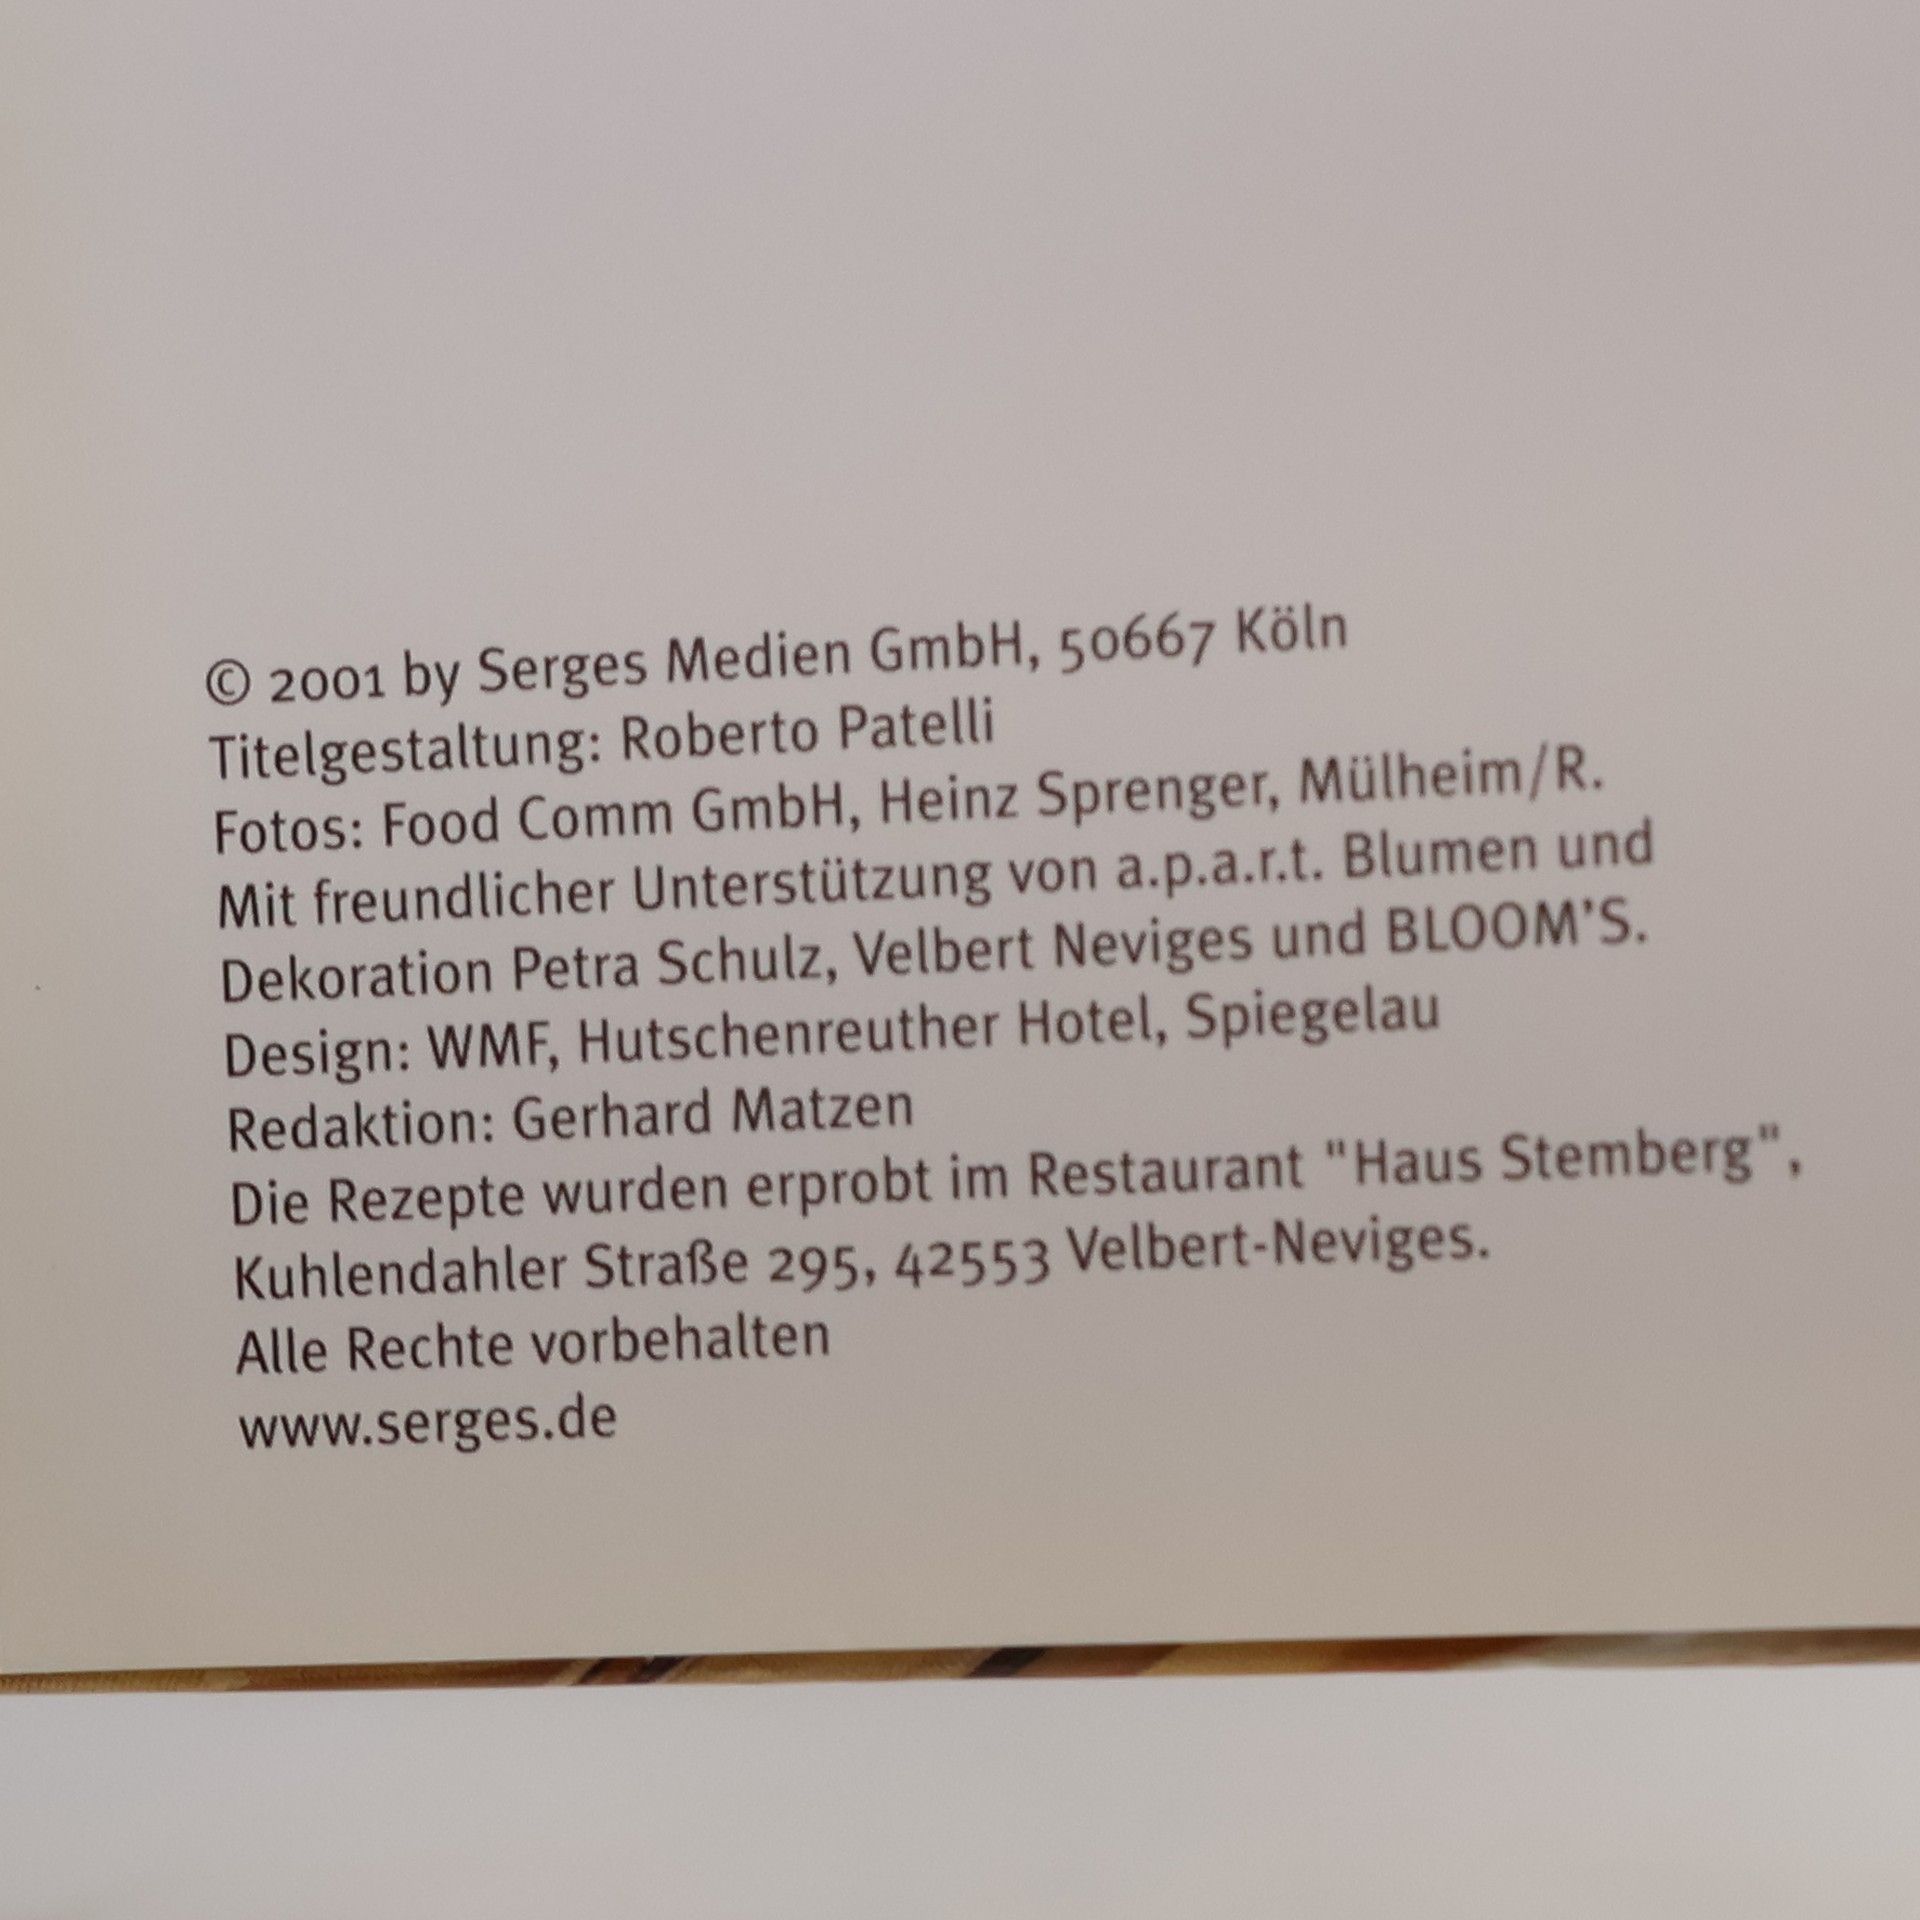 © 2001 by Serges Medien GmbH, 50667 Köln
Titelgestaltung: Roberto Patelli
Fotos: Food Comm GmbH, Heinz Sprenger, Mülheim/R.
Mit freundlicher Unterstützung von a.p.a.r.t. Blumen und
Dekoration Petra Schulz, Velbert Neviges und BLOOM'S.
Design: WMF, Hutschenreuther Hotel, Spiegelau
Redaktion: Gerhard Matzen
Die Rezepte wurden erprobt im Restaurant "Haus Stemberg",
Kuhlendahler Straße 295, 42553 Velbert-Neviges.
Alle Rechte vorbehalten
www.serges.de